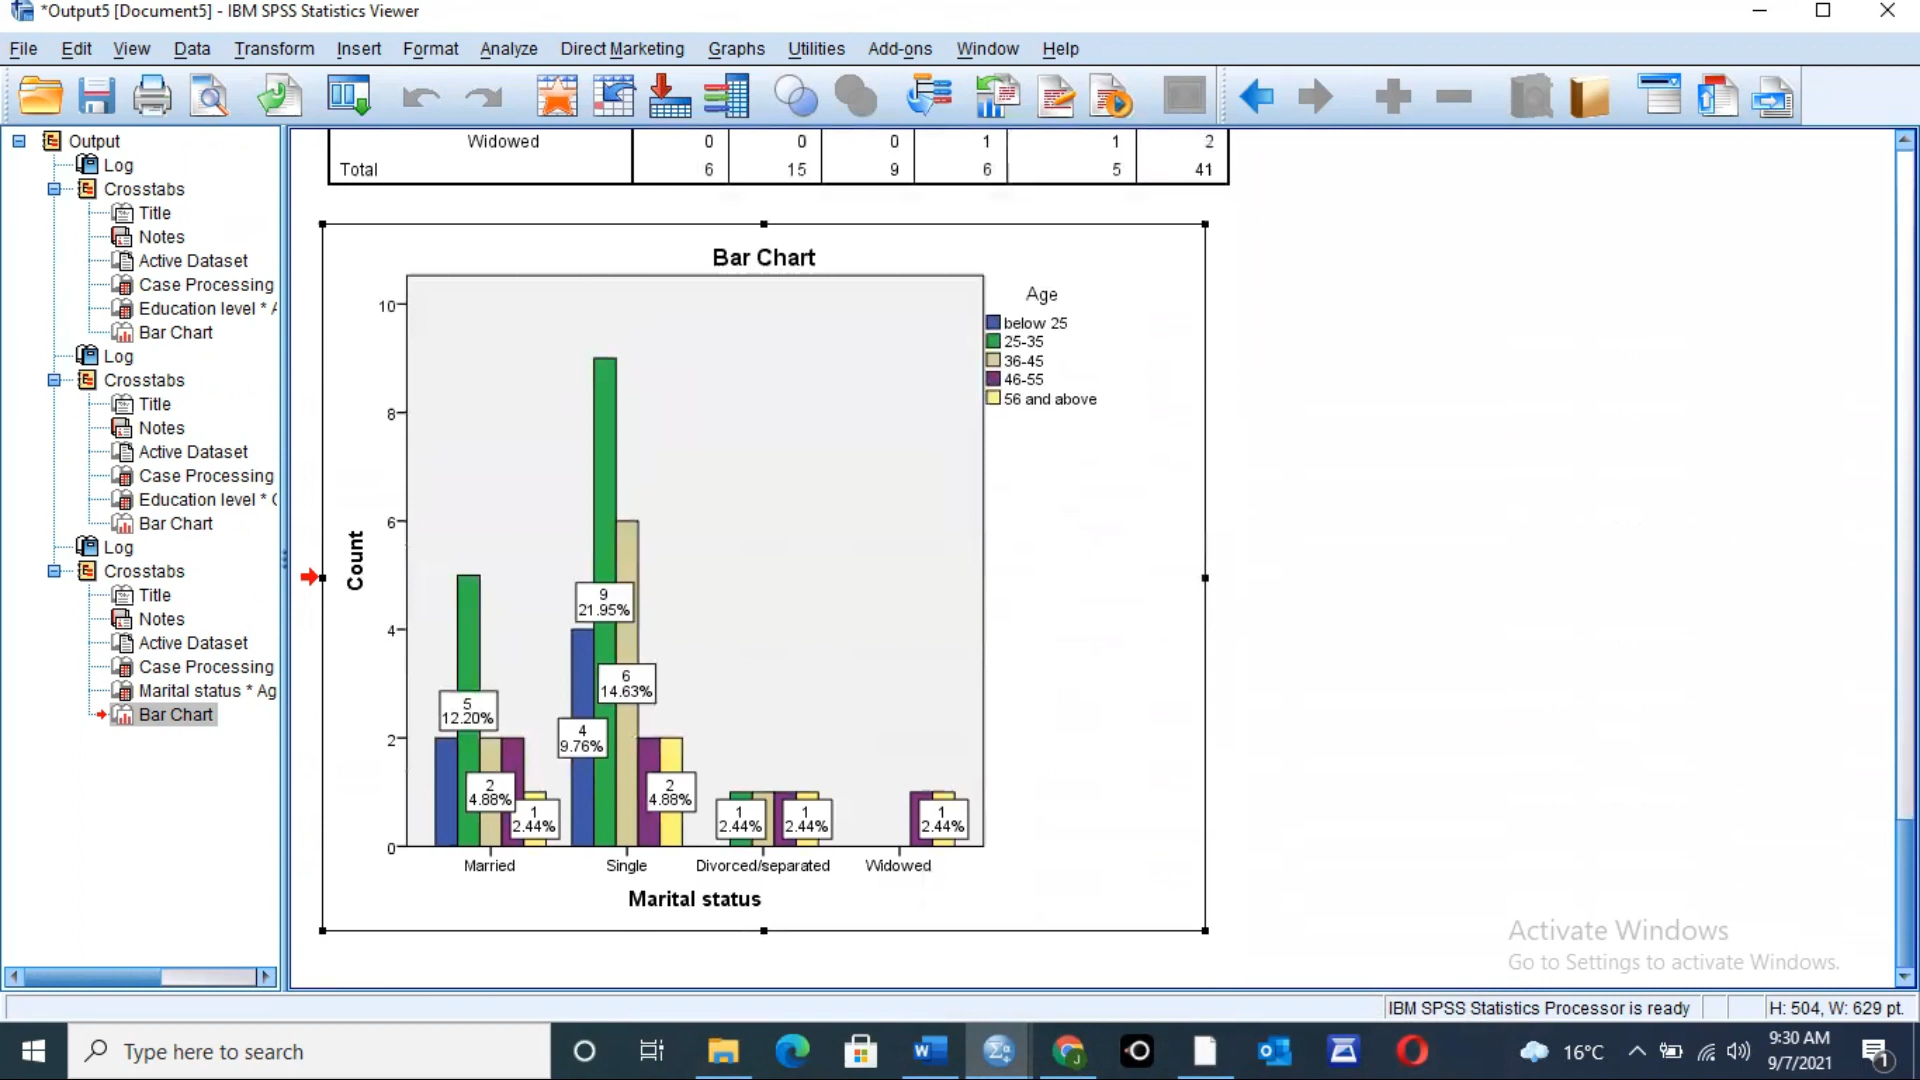 *Output5 [Document5] - IBM SPSS Statistics Viewer
File Edit View Data Transform Insert Format Analyze Direct Marketing Graphs Utilities Add-ons Window Help
Output
Log
Crosstabs
Title
Notes
Active Dataset
Case Processing
Education level * A
Bar Chart
Log
Crosstabs
Title
Notes
Active Dataset
Case Processing
Education level * 
Bar Chart
Log
Crosstabs
Title
Notes
Active Dataset
Case Processing
Marital status * Ag
Bar Chart
Widowed 0 0 0 1 1 2
Total 6 15 9 6 5 41
Bar Chart
Age
below 25
25-35
36-45
46-55
56 and above
Count
10
8
6
4
2
0
5
12.20%
2
4.88%
1
2.44%
9
21.95%
6
14.63%
4
9.76%
2
4.88%
1
2.44%
1
2.44%
1
2.44%
Married Single Divorced/separated Widowed
Marital status
Activate Windows
Go to Settings to activate Windows.
IBM SPSS Statistics Processor is ready H: 504, W: 629 pt.
Type here to search
16°C
9:30 AM
9/7/2021
1